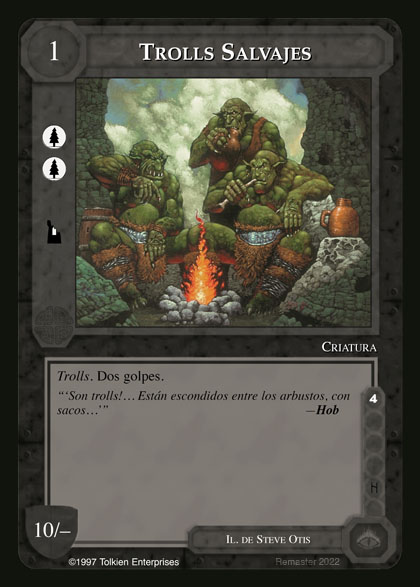 1
TROLLS SALVAJES
CRIATURA
Trolls. Dos golpes.
“‘Son trolls!… Están escondidos entre los arbustos, con
sacos…’” —Hob
4
10/–
IL. DE STEVE OTIS
©1997 Tolkien Enterprises
Remaster 2022